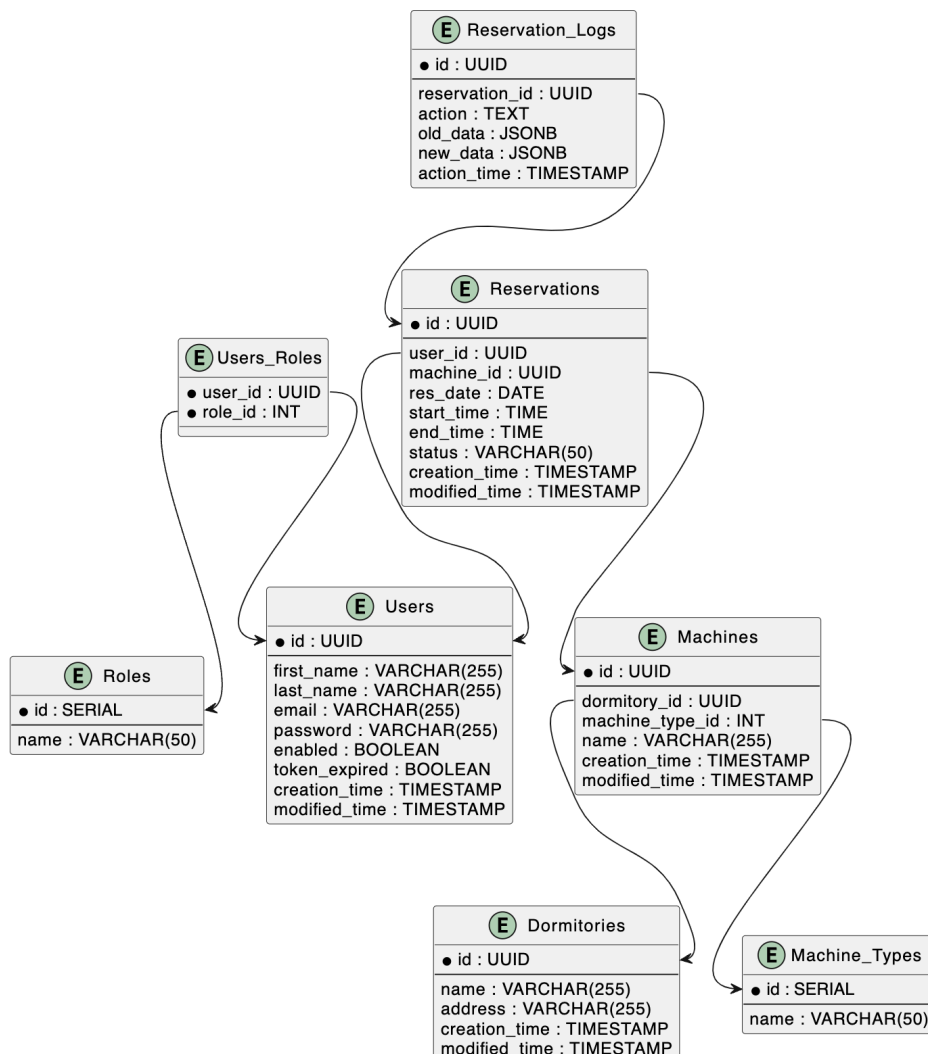 E Reservation_Logs
id : UUID
reservation_id : UUID
action : TEXT
old_data : JSONB
new_data : JSONB
action_time : TIMESTAMP
E Reservations
id : UUID
user_id : UUID
machine_id : UUID
res_date : DATE
start_time : TIME
end_time : TIME
status : VARCHAR(50)
creation_time : TIMESTAMP
modified_time : TIMESTAMP
E Users_Roles
user_id : UUID
role_id : INT
E Users
id : UUID
first_name : VARCHAR(255)
last_name : VARCHAR(255)
email : VARCHAR(255)
password : VARCHAR(255)
enabled : BOOLEAN
token_expired : BOOLEAN
creation_time : TIMESTAMP
modified_time : TIMESTAMP
E Machines
id : UUID
dormitory_id : UUID
machine_type_id : INT
name : VARCHAR(255)
creation_time : TIMESTAMP
modified_time : TIMESTAMP
E Roles
id : SERIAL
name : VARCHAR(50)
E Dormitories
id : UUID
name : VARCHAR(255)
address : VARCHAR(255)
creation_time : TIMESTAMP
modified_time : TIMESTAMP
E Machine_Types
id : SERIAL
name : VARCHAR(50)